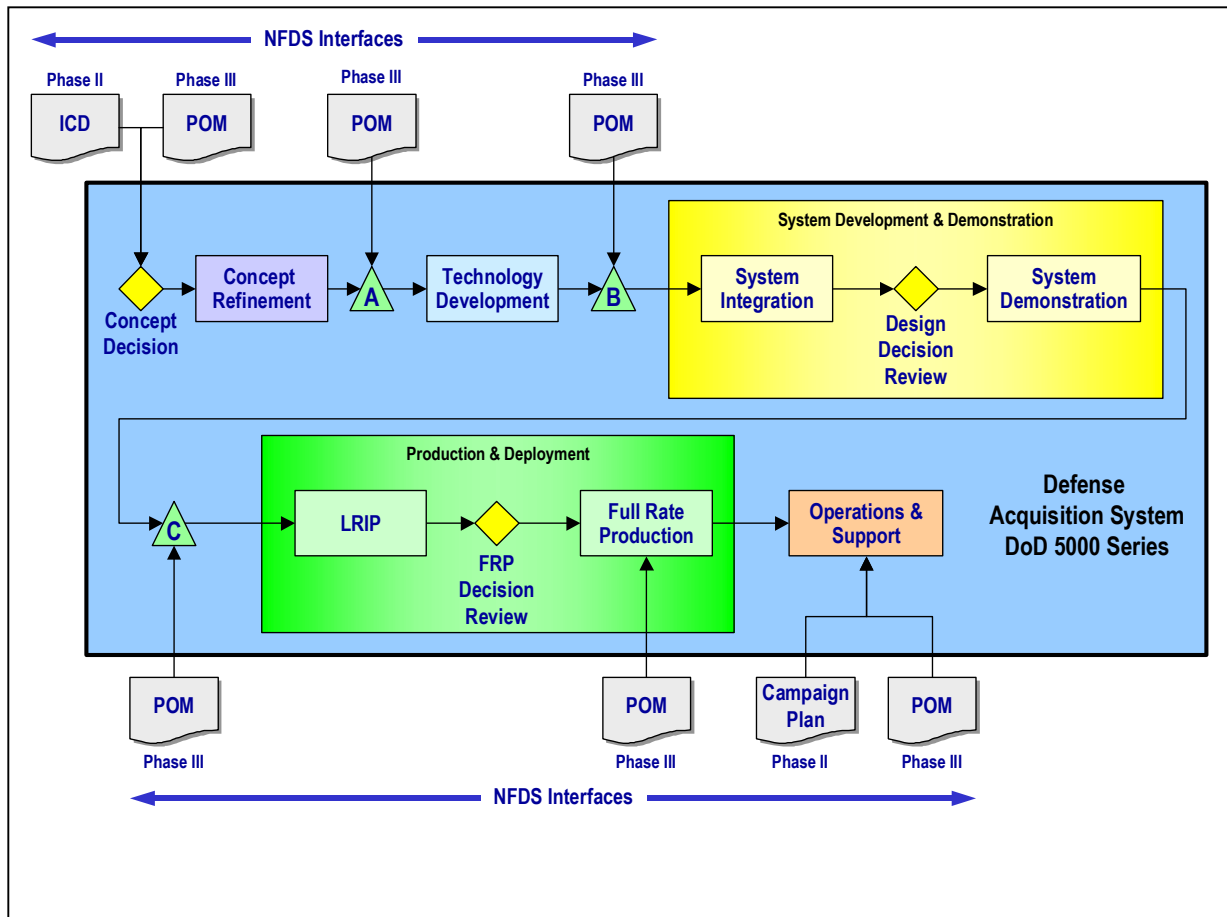 NFDS Interfaces
Phase II
Phase III
Phase III
Phase III
ICD
POM
POM
POM
System Development & Demonstration
Concept
Refinement
A
Technology
Development
B
System
Integration
System
Demonstration
Concept
Decision
Design
Decision
Review
Production & Deployment
C
LRIP
Full Rate
Production
Operations &
Support
FRP
Decision
Review
Defense
Acquisition System
DoD 5000 Series
POM
POM
Campaign
Plan
POM
Phase III
Phase III
Phase II
Phase III
NFDS Interfaces